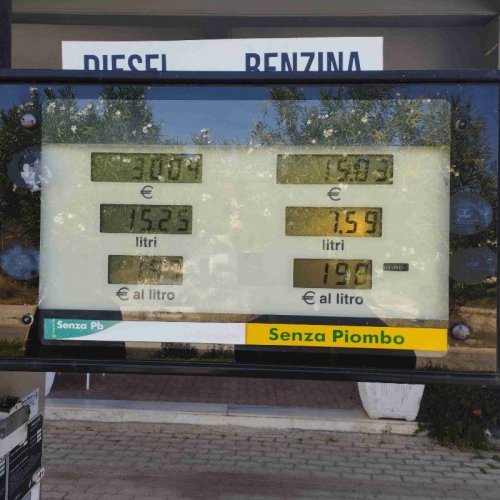 DIESEL BENZINA
30.04 15.03
€ €
15.25 7.59
litri litri
1.98
€ al litro € al litro
Senza Pb Senza Piombo